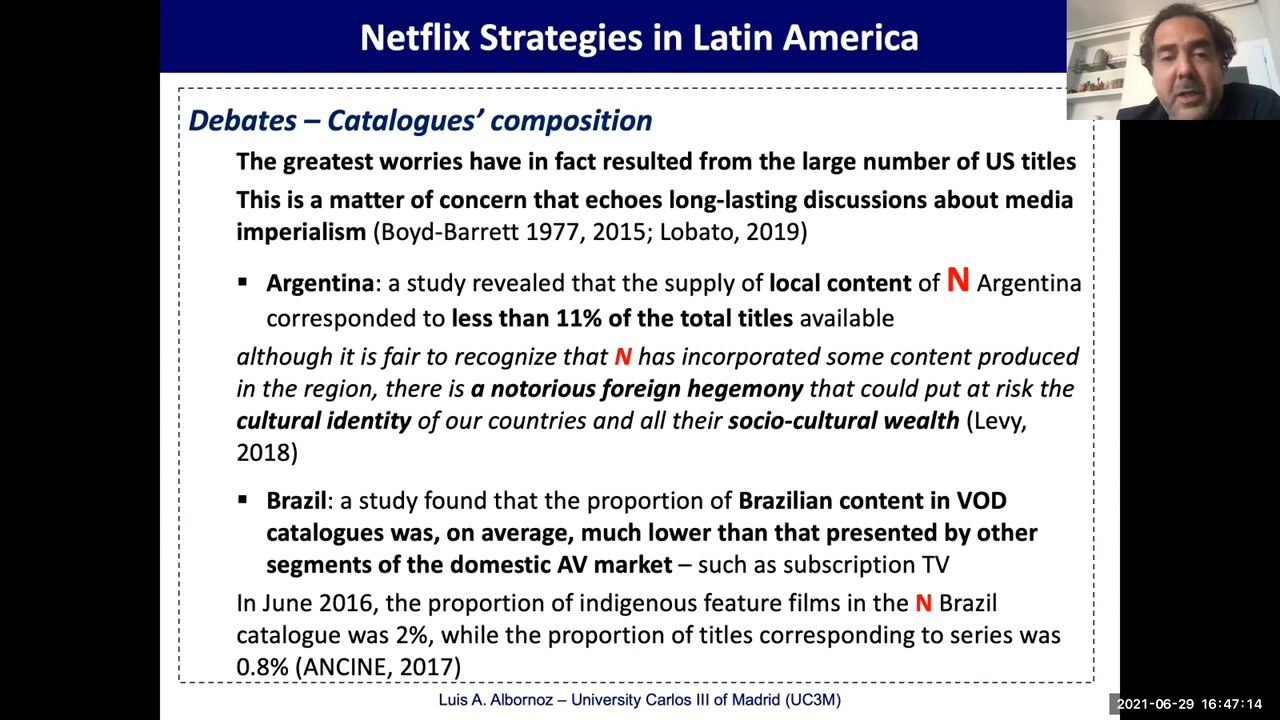 Netflix Strategies in Latin America
Debates – Catalogues’ composition
The greatest worries have in fact resulted from the large number of US titles
This is a matter of concern that echoes long-lasting discussions about media
imperialism (Boyd-Barrett 1977, 2015; Lobato, 2019)
▪ Argentina: a study revealed that the supply of local content of N Argentina
corresponded to less than 11% of the total titles available
although it is fair to recognize that N has incorporated some content produced
in the region, there is a notorious foreign hegemony that could put at risk the
cultural identity of our countries and all their socio-cultural wealth (Levy,
2018)
▪ Brazil: a study found that the proportion of Brazilian content in VOD
catalogues was, on average, much lower than that presented by other
segments of the domestic AV market – such as subscription TV
In June 2016, the proportion of indigenous feature films in the N Brazil
catalogue was 2%, while the proportion of titles corresponding to series was
0.8% (ANCINE, 2017)
Luis A. Albornoz – University Carlos III of Madrid (UC3M)
2021-06-29 16:47:14